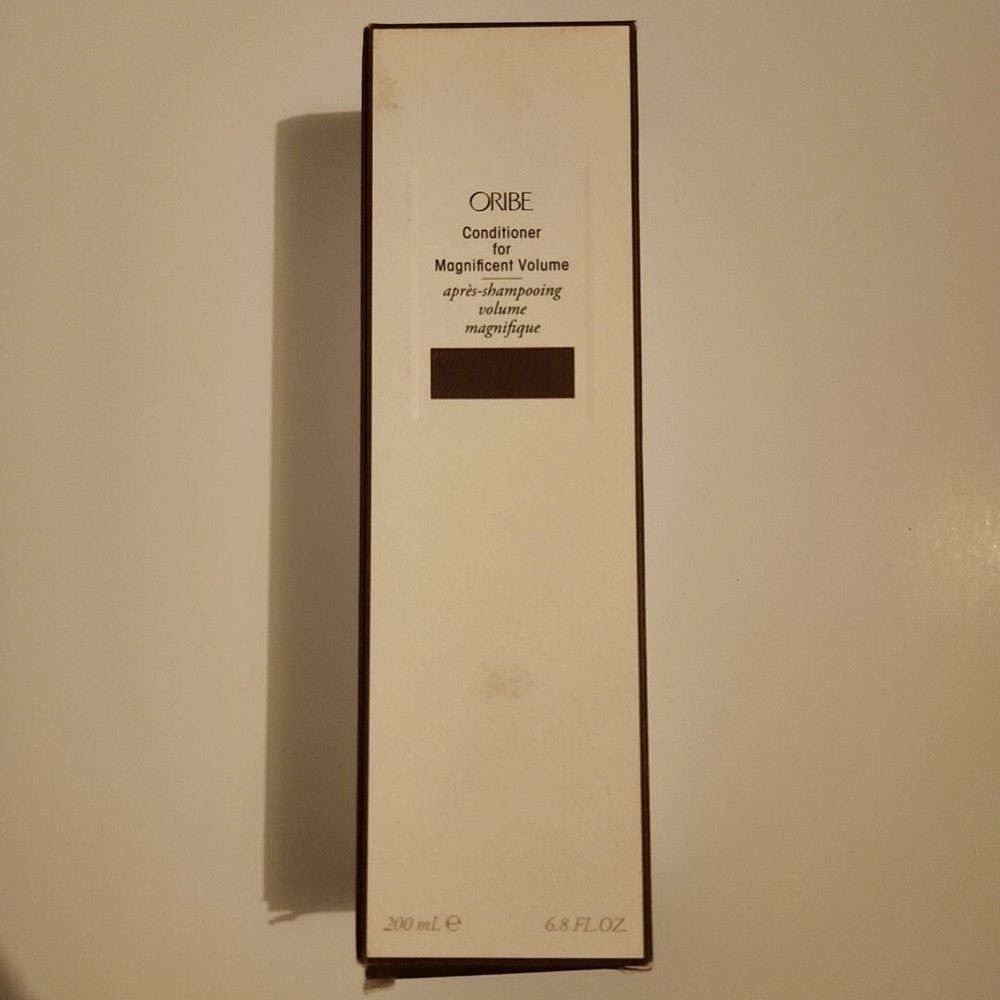 ORIBE
Conditioner
for
Magnificent Volume
après-shampooing
volume
magnifique
200 mL ℮
6.8 FL.OZ.